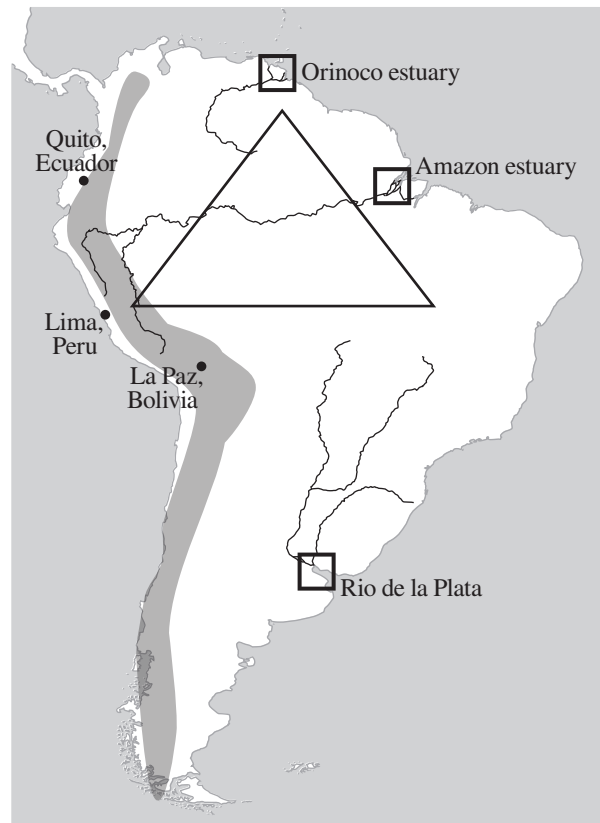 Orinoco estuary
Quito,
Ecuador
Amazon estuary
Lima,
Peru
La Paz,
Bolivia
Rio de la Plata